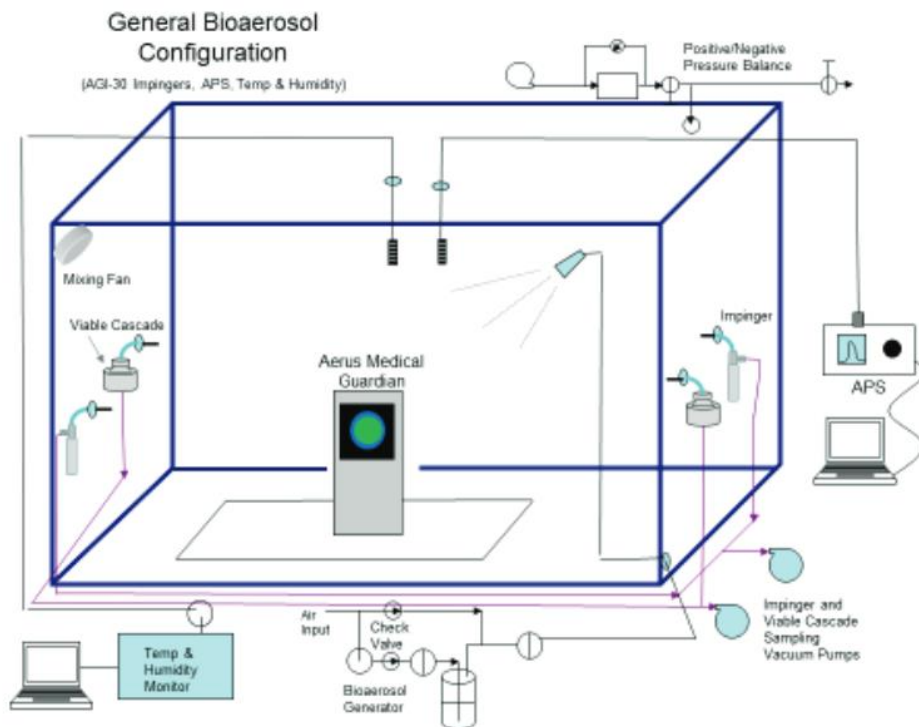 General Bioaerosol
Configuration
(AGI-30 Impingers, APS, Temp & Humidity)
Positive/Negative
Pressure Balance
Mixing Fan
Viable Cascade
Impinger
Aerus Medical
Guardian
APS
Air
Input
Check
Valve
Bioaerosol
Generator
Temp &
Humidity
Monitor
Impinger and
Viable Cascade
Sampling
Vacuum Pumps